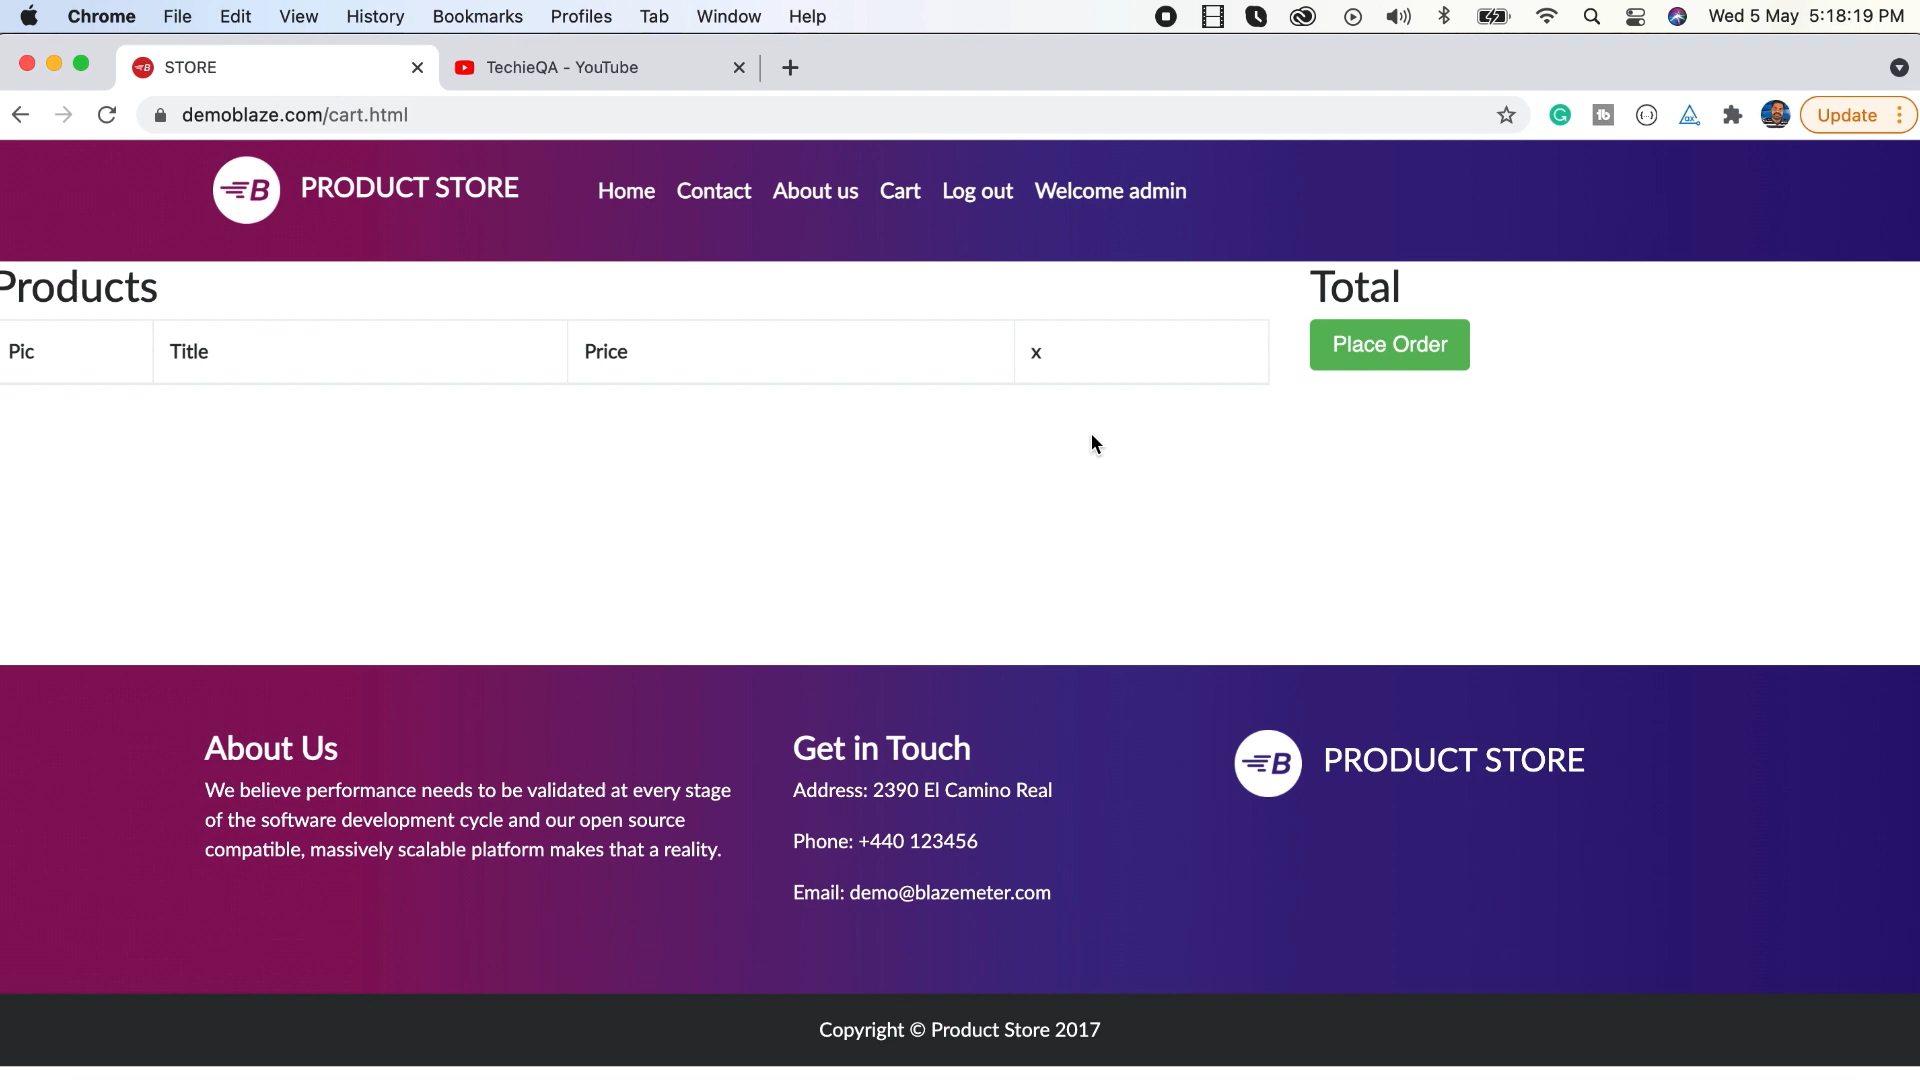 Chrome File Edit View History Bookmarks Profiles Tab Window Help Wed 5 May 5:18:19 PM
STORE TechieQA - YouTube
demoblaze.com/cart.html Update
B PRODUCT STORE Home Contact About us Cart Log out Welcome admin
Products Total
Pic Title Price x Place Order
About Us Get in Touch B PRODUCT STORE
We believe performance needs to be validated at every stage
of the software development cycle and our open source
compatible, massively scalable platform makes that a reality.
Address: 2390 El Camino Real
Phone: +440 123456
Email: demo@blazemeter.com
Copyright © Product Store 2017